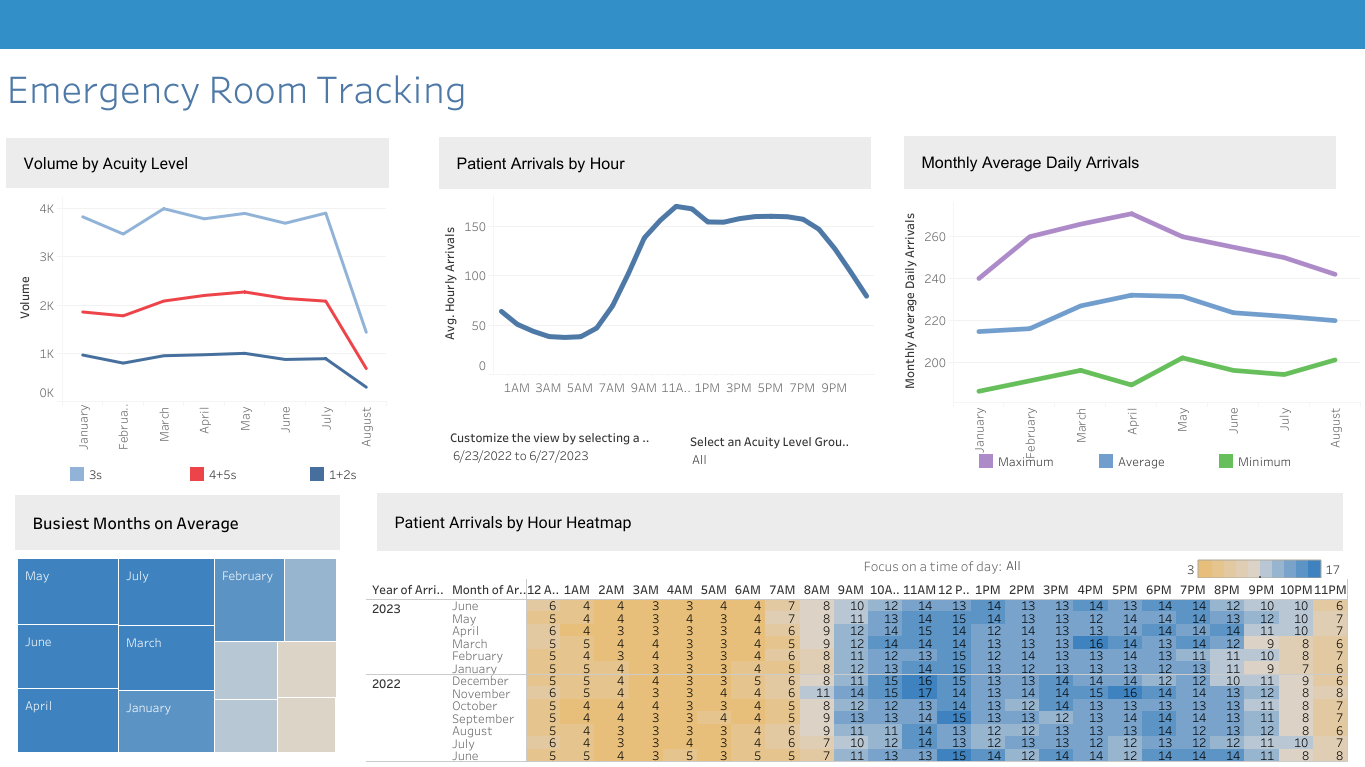 Emergency Room Tracking
Volume by Acuity Level
4K
3K
2K
1K
0K
Volume
January
Februa..
March
April
May
June
July
August
3s
4+5s
1+2s
Patient Arrivals by Hour
150
100
50
0
Avg. Hourly Arrivals
1AM 3AM 5AM 7AM 9AM 11A.. 1PM 3PM 5PM 7PM 9PM
Customize the view by selecting a ..
6/23/2022 to 6/27/2023
Select an Acuity Level Grou..
All
Monthly Average Daily Arrivals
260
240
220
200
Monthly Average Daily Arrivals
January
February
March
April
May
June
July
August
Maximum
Average
Minimum
Busiest Months on Average
May
July
February
June
March
April
January
Patient Arrivals by Hour Heatmap
Focus on a time of day: All
3
17
Year of Arri.. Month of Ar.. 12 A.. 1AM 2AM 3AM 4AM 5AM 6AM 7AM 8AM 9AM 10A.. 11AM 12 P.. 1PM 2PM 3PM 4PM 5PM 6PM 7PM 8PM 9PM 10PM 11PM
2023 June 6 4 4 3 3 4 4 7 8 10 12 14 13 14 13 13 14 13 14 14 12 10 10 6
May 5 4 4 3 3 3 4 7 8 11 12 13 15 14 13 13 13 14 13 14 13 11 10 7
April 6 4 3 3 3 3 4 6 9 12 14 15 14 12 14 13 14 13 14 13 14 11 10 7
March 5 4 4 3 3 3 4 5 9 10 14 14 14 13 13 12 16 14 13 14 12 9 8 6
February 5 5 4 3 3 3 4 6 8 11 12 13 15 12 14 13 13 14 13 11 11 10 8 7
January 5 5 4 3 3 3 4 5 8 11 13 14 15 12 13 12 11 12 14 13 11 9 7 6
2022 December 5 5 4 3 3 3 5 5 8 10 15 16 15 12 13 14 14 14 12 12 10 11 9 6
November 6 5 4 3 3 4 5 8 11 14 15 17 14 13 14 14 15 16 14 14 13 12 8 8
October 5 4 4 3 3 4 4 5 8 11 13 14 14 13 12 14 13 13 13 14 13 11 8 7
September 5 4 4 3 3 4 4 5 9 13 13 14 15 13 13 12 13 14 13 14 13 11 8 7
August 5 4 4 3 3 3 4 5 9 11 11 14 13 12 12 13 12 14 12 14 12 11 8 7
July 6 4 3 3 4 3 4 6 7 10 12 14 13 12 13 13 12 12 13 12 12 11 10 7
June 5 5 4 3 5 3 5 5 7 11 12 13 15 14 12 14 13 12 14 14 14 11 8 8